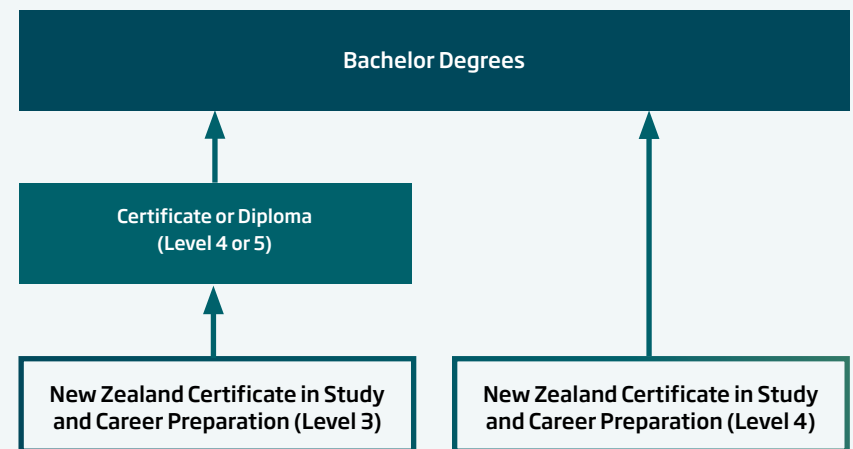 Bachelor Degrees
Certificate or Diploma
(Level 4 or 5)
New Zealand Certificate in Study
and Career Preparation (Level 3)
New Zealand Certificate in Study
and Career Preparation (Level 4)